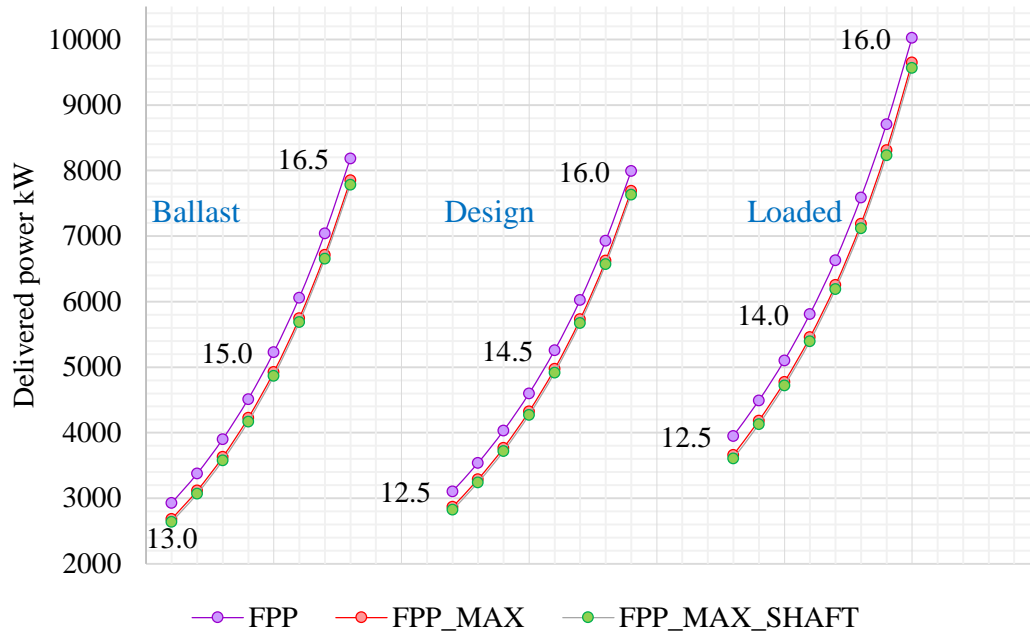 10000
9000
8000
7000
6000
5000
4000
3000
2000
Delivered power kW
Ballast
13.0
15.0
16.5
Design
12.5
14.5
16.0
Loaded
12.5
14.0
16.0
FPP
FPP_MAX
FPP_MAX_SHAFT